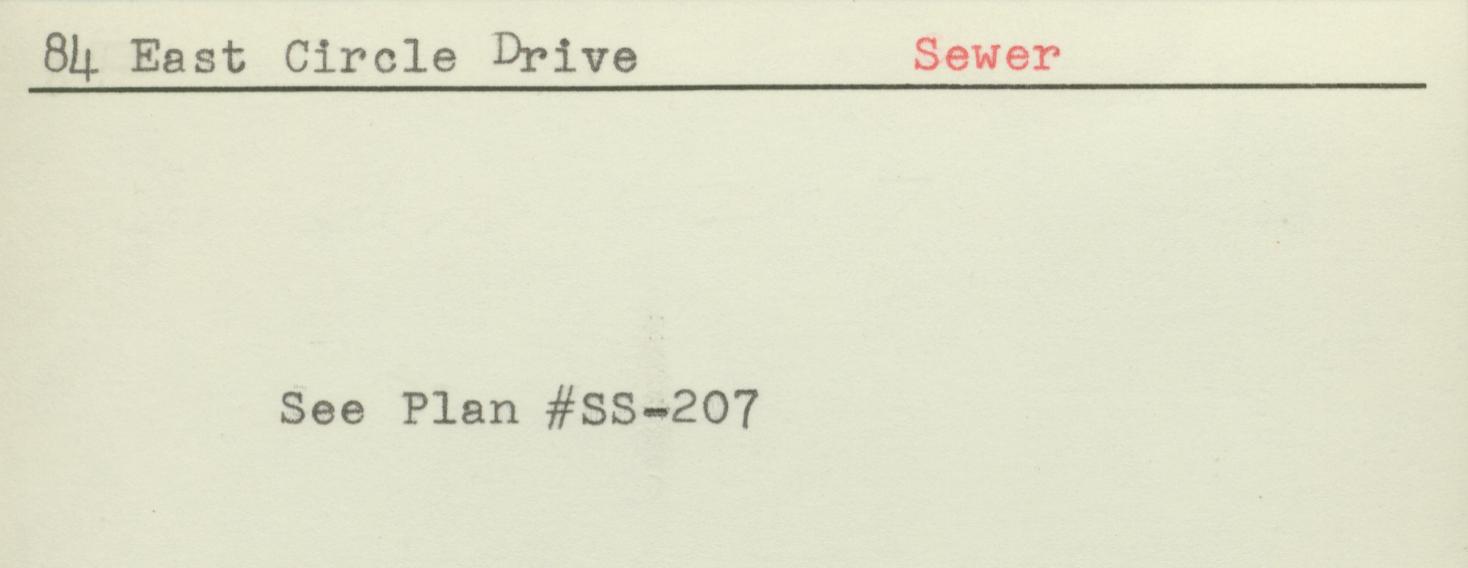 84 East Circle Drive Sewer
See Plan #SS-207